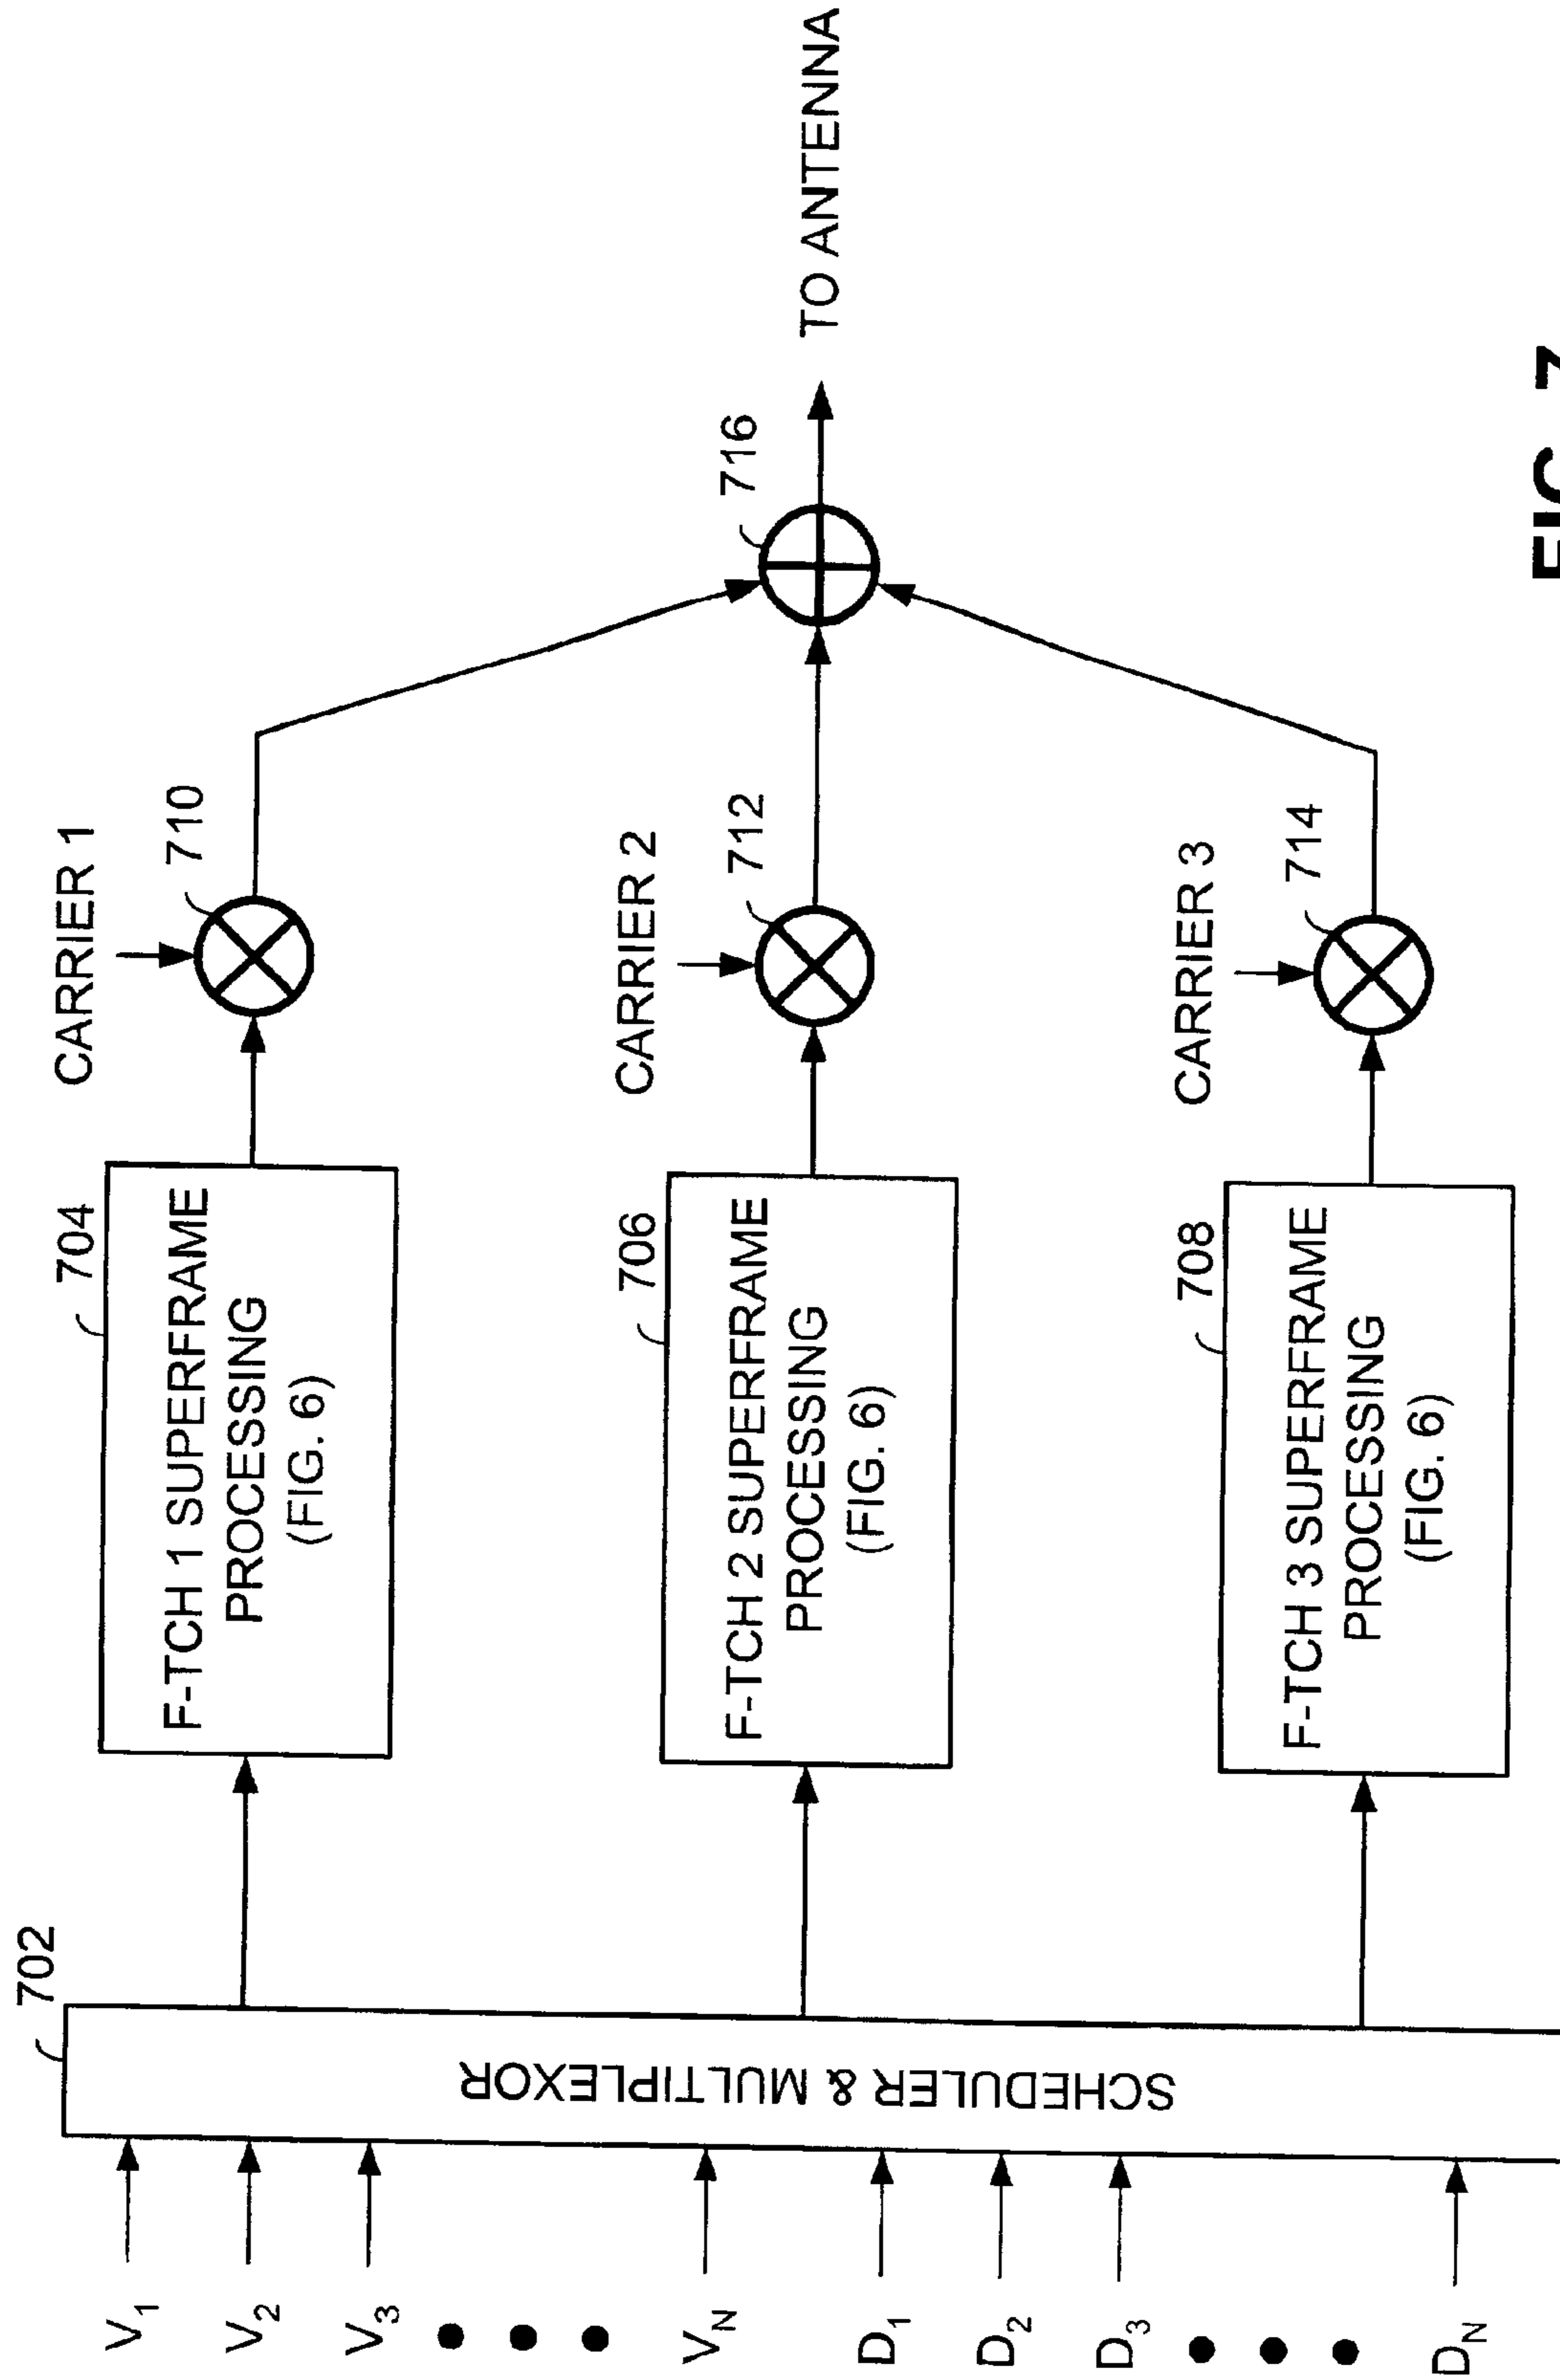 702
V1
V2
V3
VN
D1
D2
D3
DN
SCHEDULER & MULTIPLEXOR
704
F-TCH 1 SUPERFRAME
PROCESSING
(FIG. 6)
CARRIER 1
710
706
F-TCH 2 SUPERFRAME
PROCESSING
(FIG. 6)
CARRIER 2
712
708
F-TCH 3 SUPERFRAME
PROCESSING
(FIG. 6)
CARRIER 3
714
716
TO ANTENNA
FIG. 7